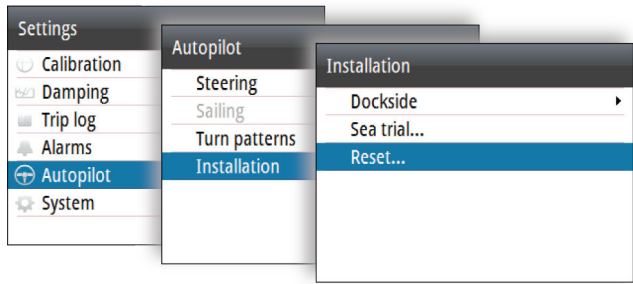 Settings
Calibration
Damping
Trip log
Alarms
Autopilot
System
Autopilot
Steering
Sailing
Turn patterns
Installation
Installation
Dockside
Sea trial...
Reset...